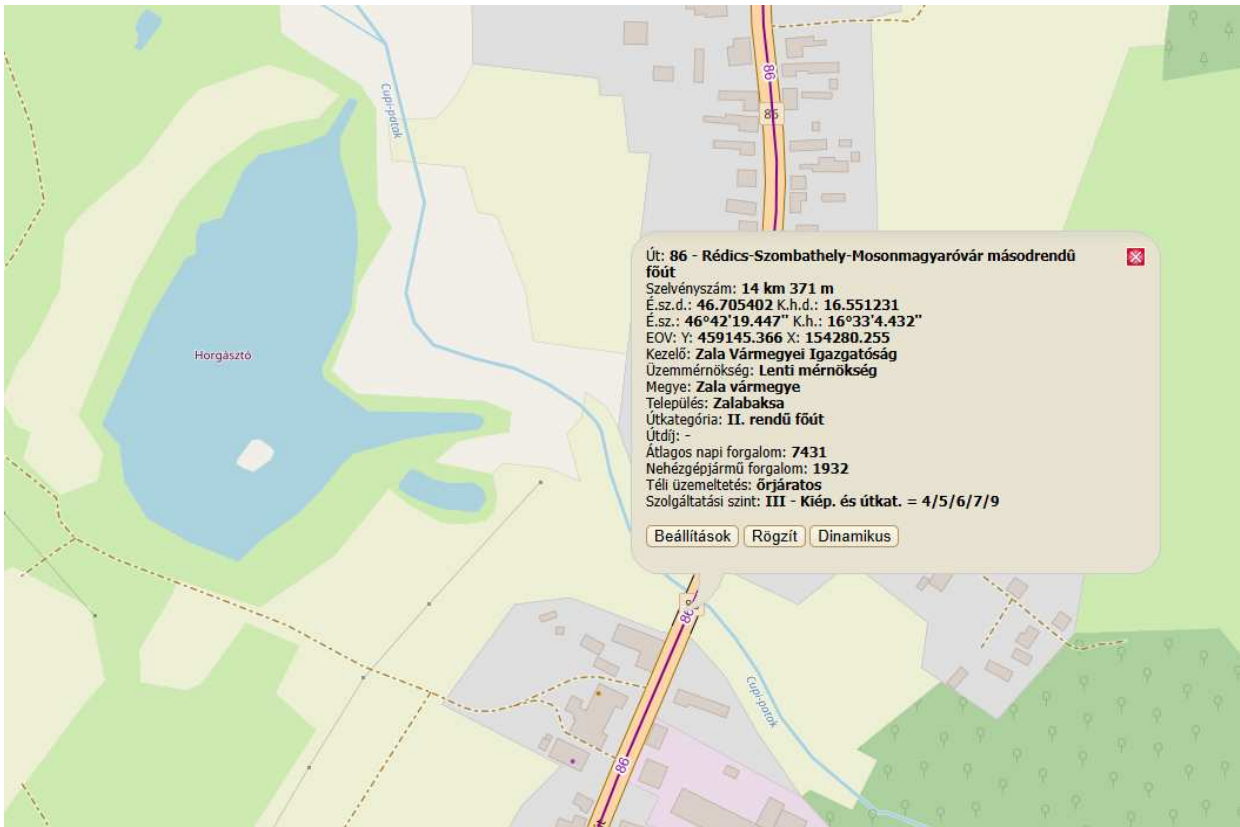 Cupi-patak
86
86
Út: 86 - Rédics-Szombathely-Mosonmagyaróvár másodrendû
fõút
Szelvényszám: 14 km 371 m
É.sz.d.: 46.705402 K.h.d.: 16.551231
É.sz.: 46°42'19.447" K.h.: 16°33'4.432"
EOV: Y: 459145.366 X: 154280.255
Kezelő: Zala Vármegyei Igazgatóság
Üzemmérnökség: Lenti mérnökség
Megye: Zala vármegye
Település: Zalabaksa
Útkategória: II. rendű főút
Útdíj: -
Átlagos napi forgalom: 7431
Nehézgépjármű forgalom: 1932
Téli üzemeltetés: őrjáratos
Szolgáltatási szint: III - Kiép. és útkat. = 4/5/6/7/9
Beállítások Rögzít Dinamikus
Horgásztó
86
Cupi-patak
86